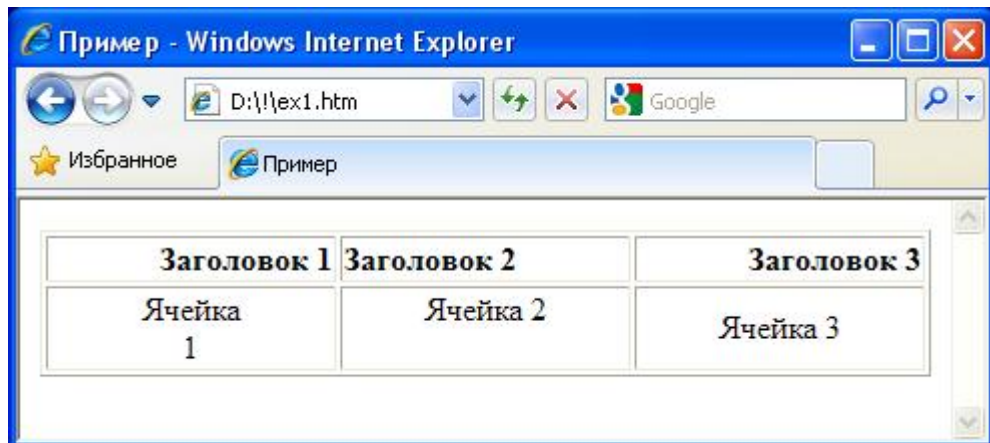 Пример - Windows Internet Explorer
D:\!\ex1.htm
Google
Избранное
Пример
Заголовок 1 Заголовок 2 Заголовок 3
Ячейка 1 Ячейка 2 Ячейка 3